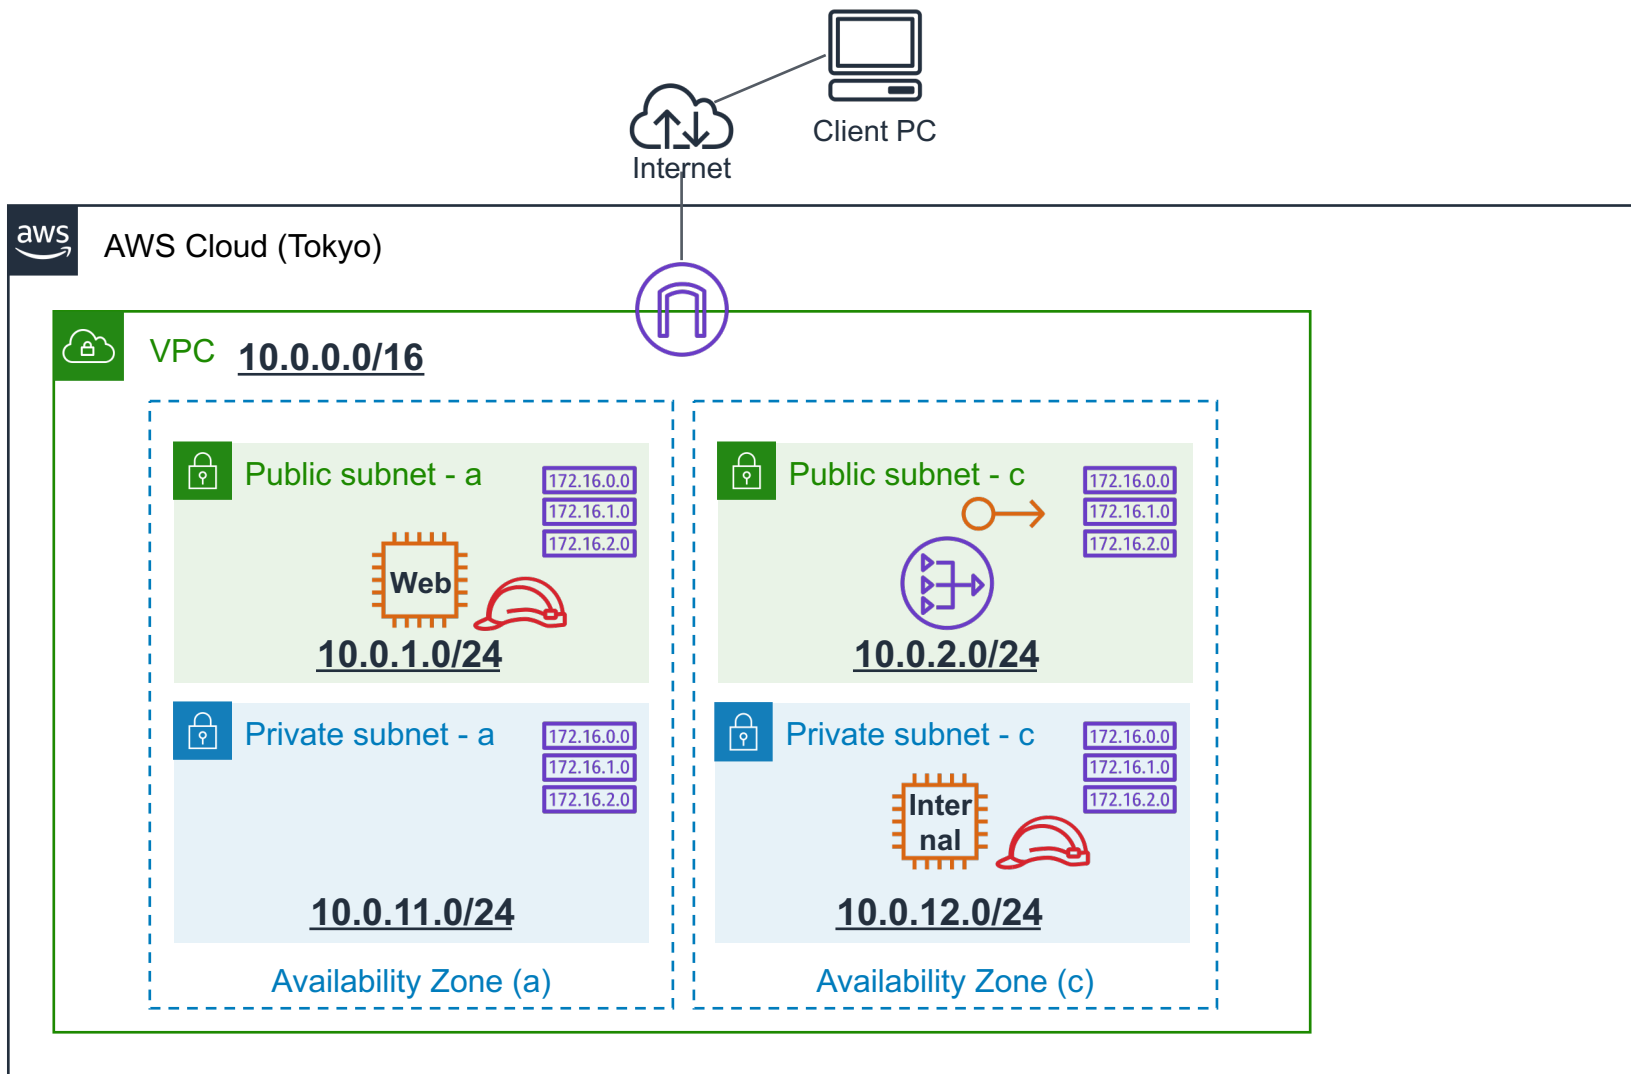 Client PC
Internet
aws
AWS Cloud (Tokyo)
VPC 10.0.0.0/16
Public subnet - a
172.16.0.0
172.16.1.0
172.16.2.0
Web
10.0.1.0/24
Public subnet - c
172.16.0.0
172.16.1.0
172.16.2.0
10.0.2.0/24
Private subnet - a
172.16.0.0
172.16.1.0
172.16.2.0
10.0.11.0/24
Private subnet - c
172.16.0.0
172.16.1.0
172.16.2.0
Inter
nal
10.0.12.0/24
Availability Zone (a)
Availability Zone (c)